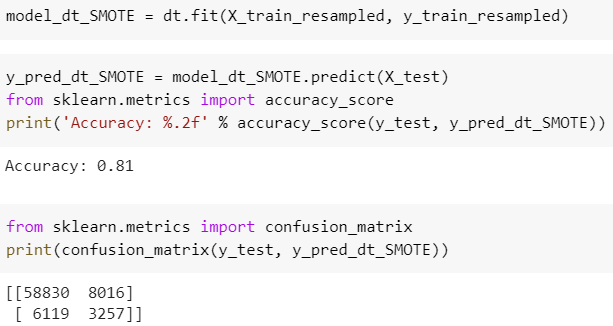 model_dt_SMOTE = dt.fit(X_train_resampled, y_train_resampled)
y_pred_dt_SMOTE = model_dt_SMOTE.predict(X_test)
from sklearn.metrics import accuracy_score
print('Accuracy: %.2f' % accuracy_score(y_test, y_pred_dt_SMOTE))
Accuracy: 0.81
from sklearn.metrics import confusion_matrix
print(confusion_matrix(y_test, y_pred_dt_SMOTE))
[[58830  8016]
 [ 6119  3257]]